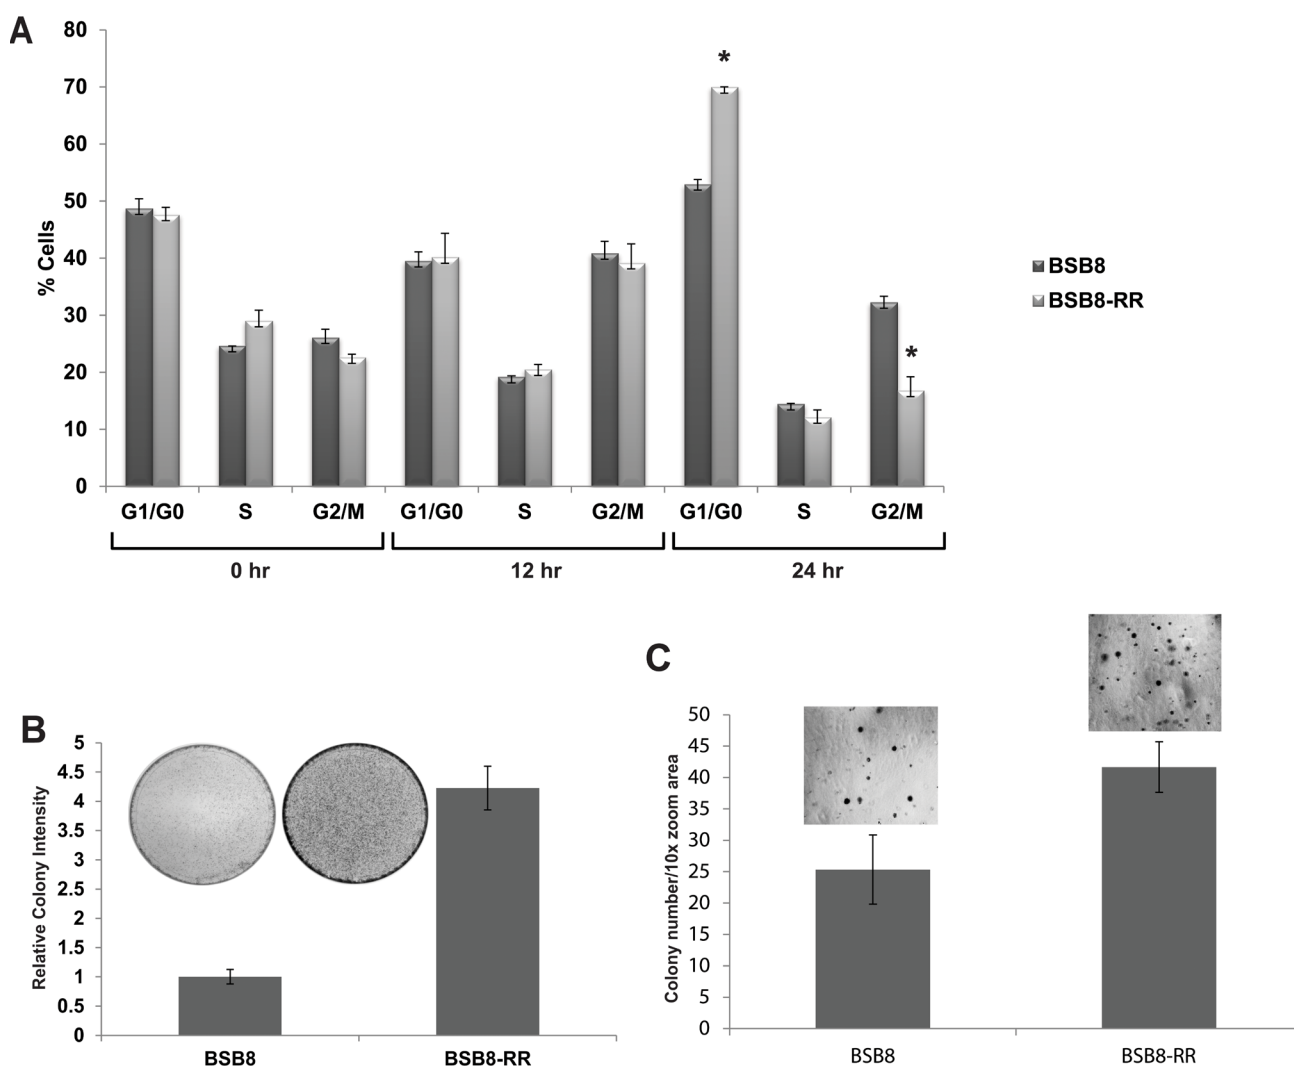 A
80
70
60
50
40
30
20
10
0
% Cells
*
*
G1/G0 S G2/M G1/G0 S G2/M G1/G0 S G2/M
0 hr 12 hr 24 hr
BSB8
BSB8-RR
B
5
4.5
4
3.5
3
2.5
2
1.5
1
0.5
0
Relative Colony Intensity
BSB8 BSB8-RR
C
50
45
40
35
30
25
20
15
10
5
0
Colony number/10x zoom area
BSB8 BSB8-RR